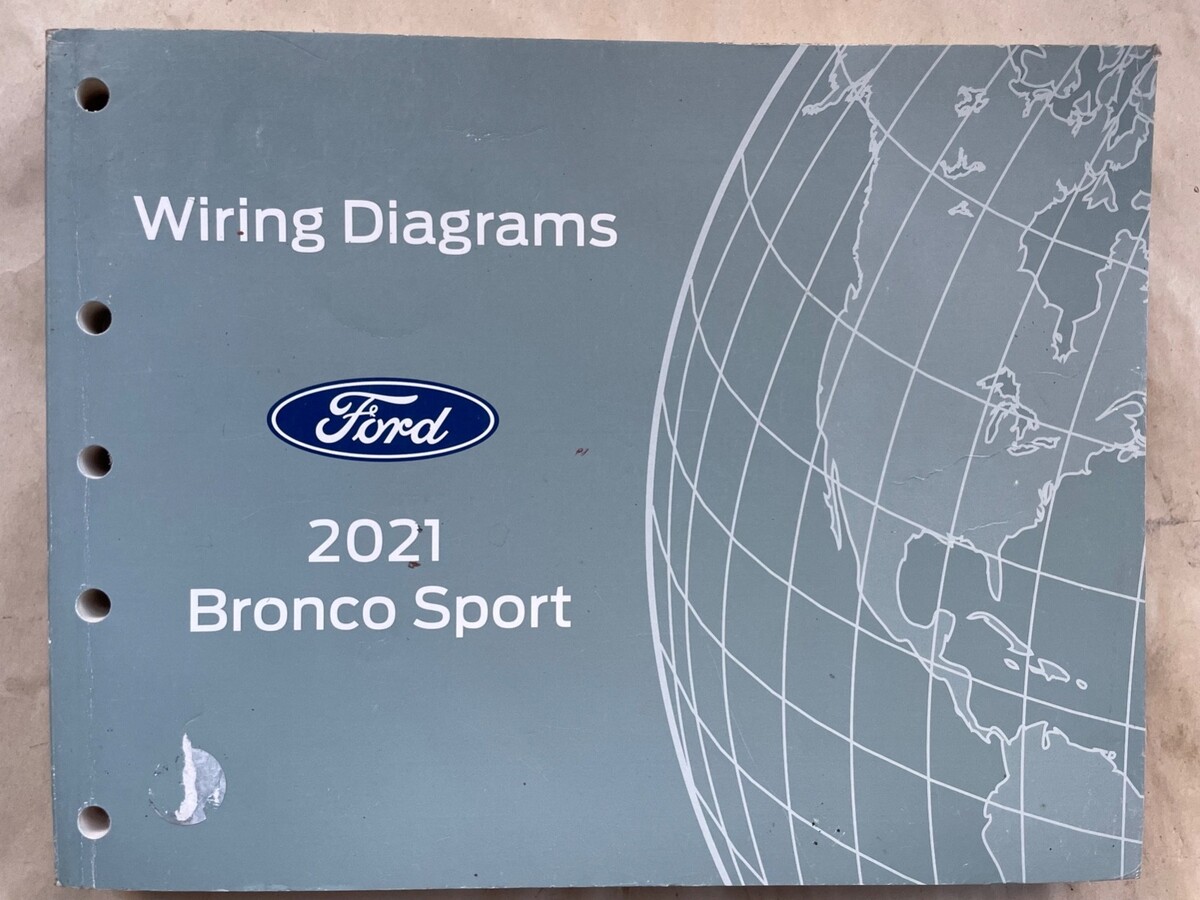 Wiring Diagrams
Ford
2021
Bronco Sport